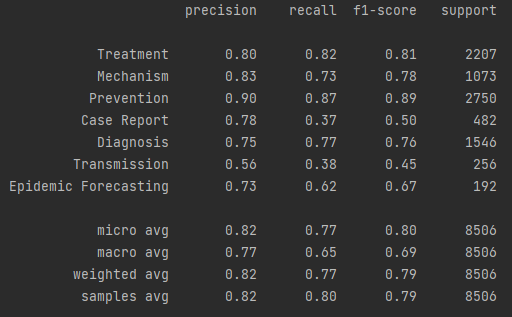 precision recall f1-score support
Treatment 0.80 0.82 0.81 2207
Mechanism 0.83 0.73 0.78 1073
Prevention 0.90 0.87 0.89 2750
Case Report 0.78 0.37 0.50 482
Diagnosis 0.75 0.77 0.76 1546
Transmission 0.56 0.38 0.45 256
Epidemic Forecasting 0.73 0.62 0.67 192
micro avg 0.82 0.77 0.80 8506
macro avg 0.77 0.65 0.69 8506
weighted avg 0.82 0.77 0.79 8506
samples avg 0.82 0.80 0.79 8506